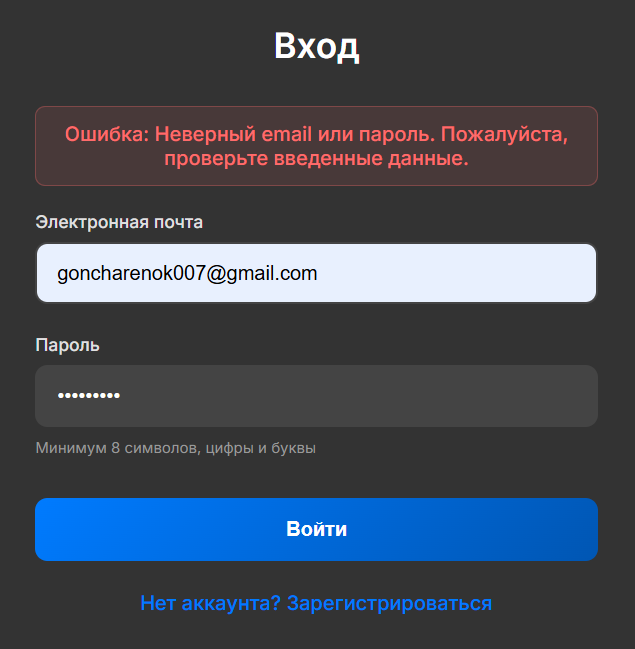 Вход
Ошибка: Неверный email или пароль. Пожалуйста,
проверьте введенные данные.
Электронная почта
goncharenok007@gmail.com
Пароль
•••••••••
Минимум 8 символов, цифры и буквы
Войти
Нет аккаунта? Зарегистрироваться